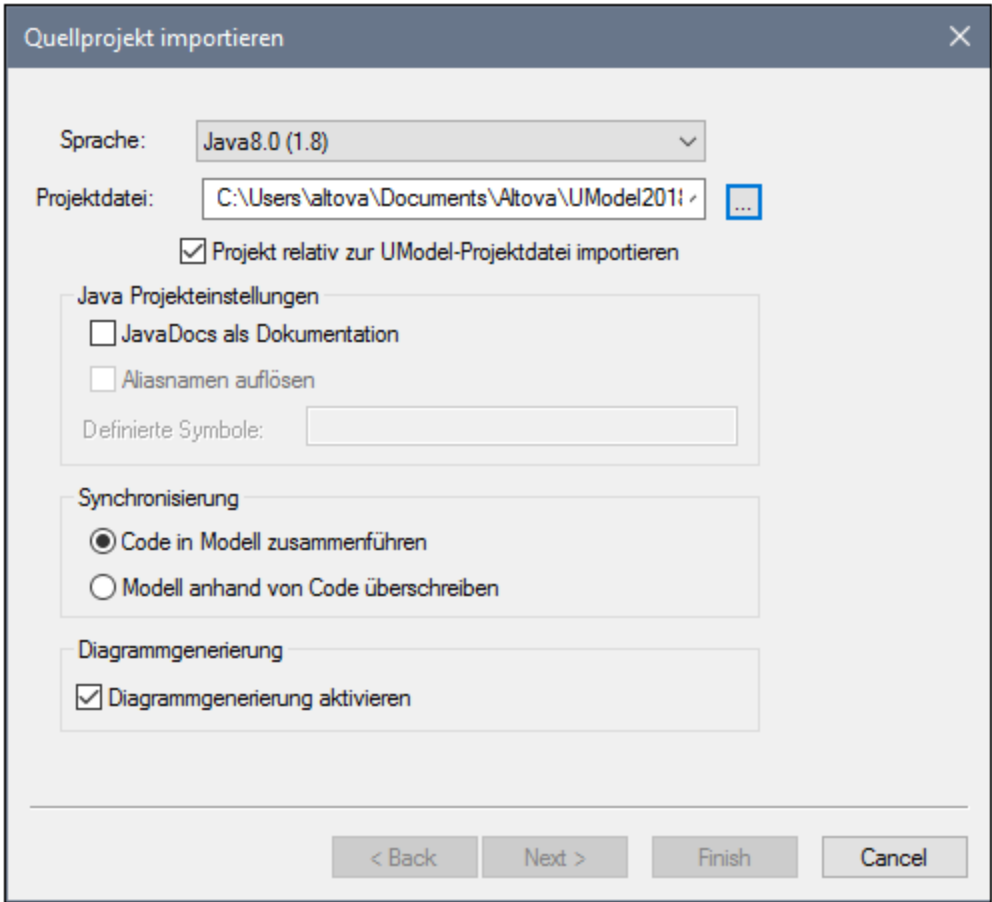 Quellprojekt importieren
Sprache:
Java8.0 (1.8)
Projektdatei:
C:\Users\altova\Documents\Altova\UModel2018
...
Projekt relativ zur UModel-Projektdatei importieren
Java Projekteinstellungen
JavaDocs als Dokumentation
Aliasnamen auflösen
Definierte Symbole:
Synchronisierung
Code in Modell zusammenführen
Modell anhand von Code überschreiben
Diagrammgenerierung
Diagrammgenerierung aktivieren
< Back
Next >
Finish
Cancel